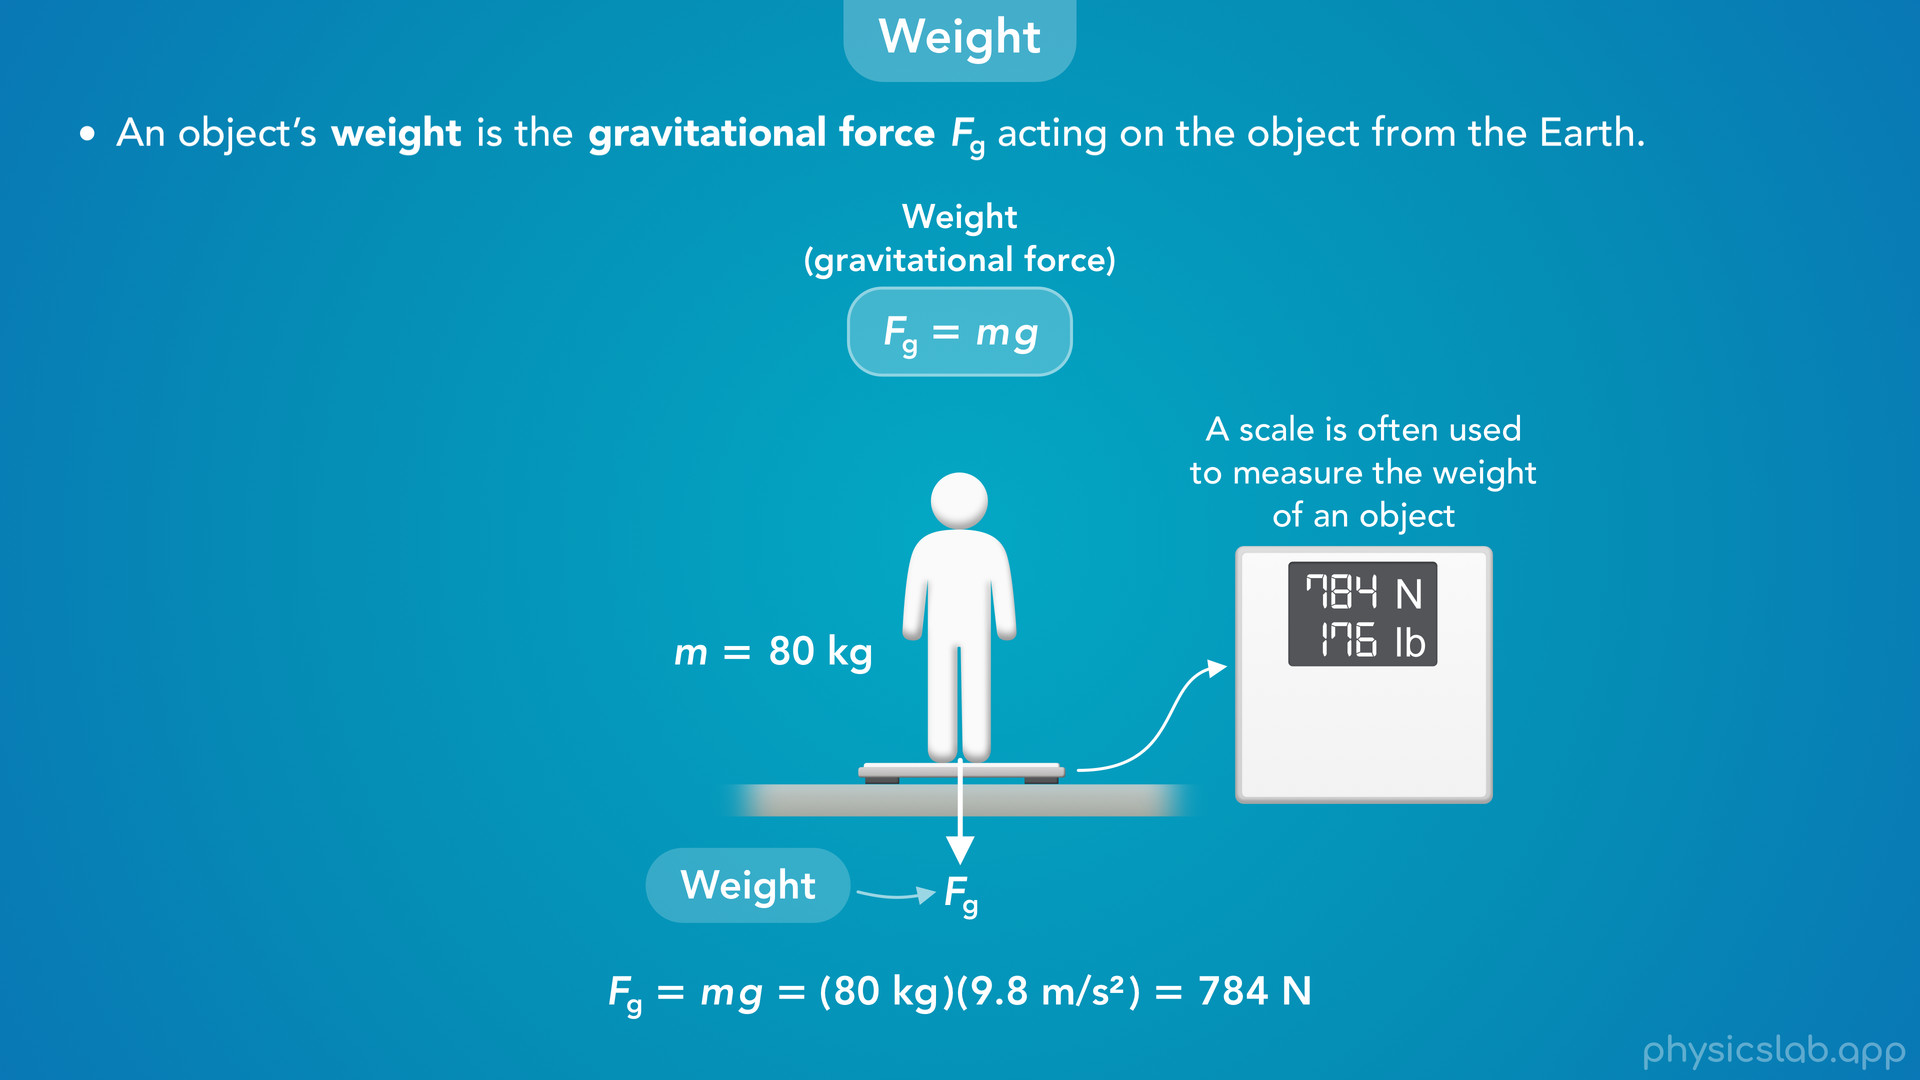 Weight
• An object’s weight is the gravitational force Fg acting on the object from the Earth.
Weight
(gravitational force)
Fg = mg
A scale is often used
to measure the weight
of an object
784 N
176 lb
m = 80 kg
Weight
Fg
Fg = mg = (80 kg)(9.8 m/s²) = 784 N
physicslab.app